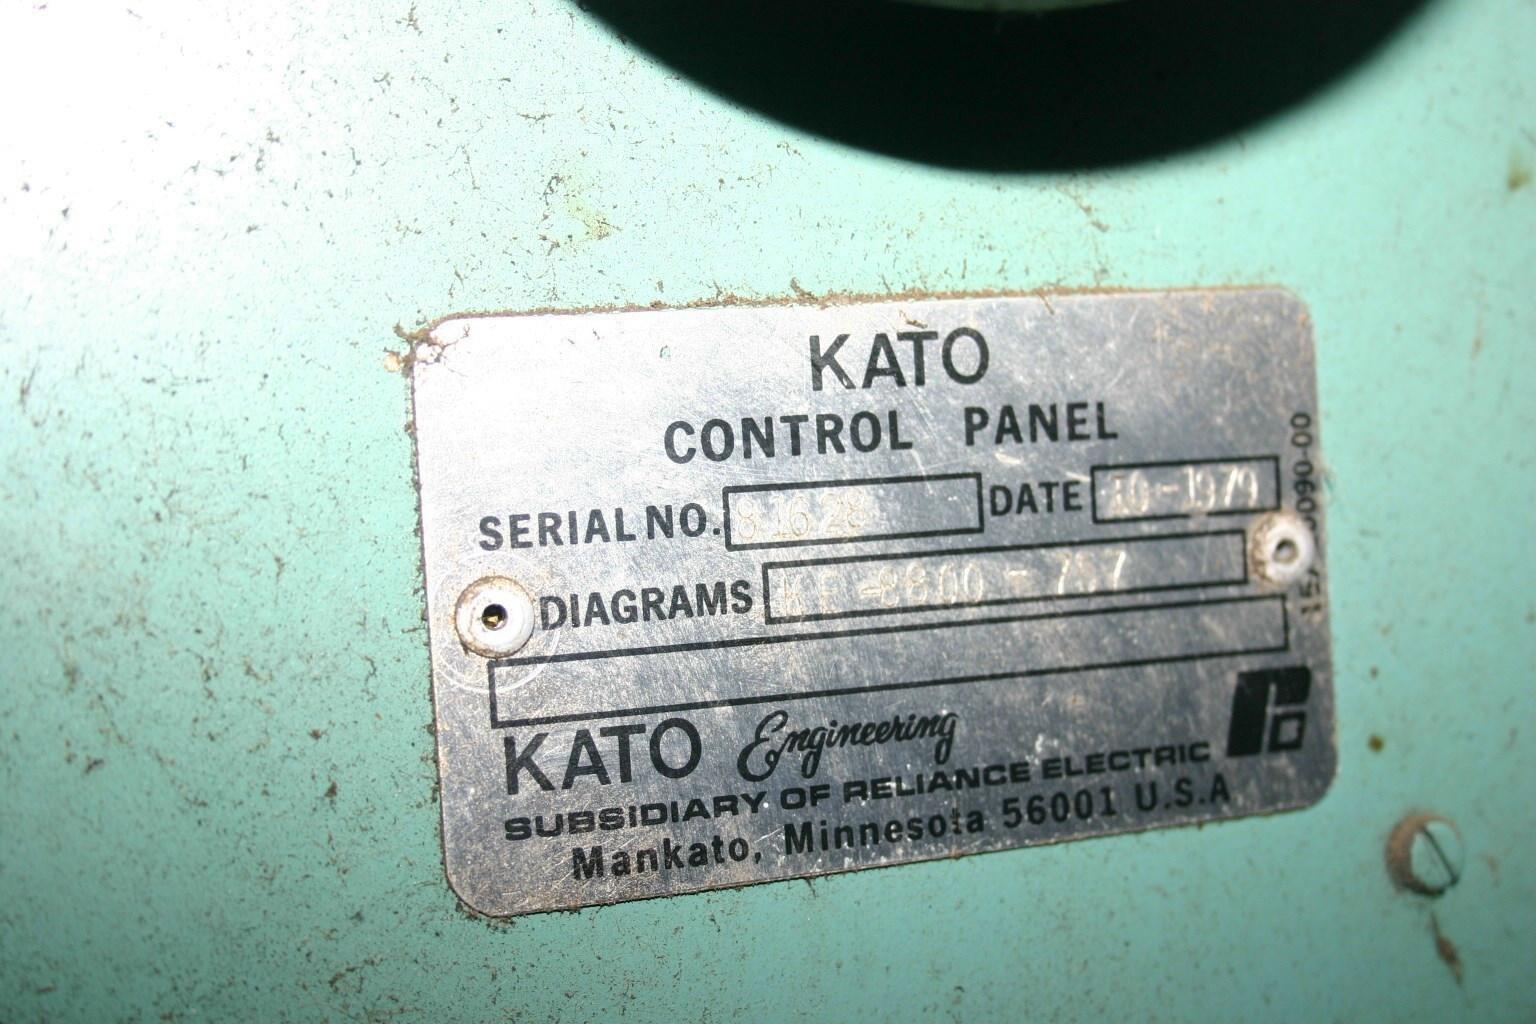 KATO
CONTROL PANEL
SERIAL NO. 81628 DATE 10-1979
DIAGRAMS
KATO Engineering
SUBSIDIARY OF RELIANCE ELECTRIC
Mankato, Minnesota 56001 U.S.A